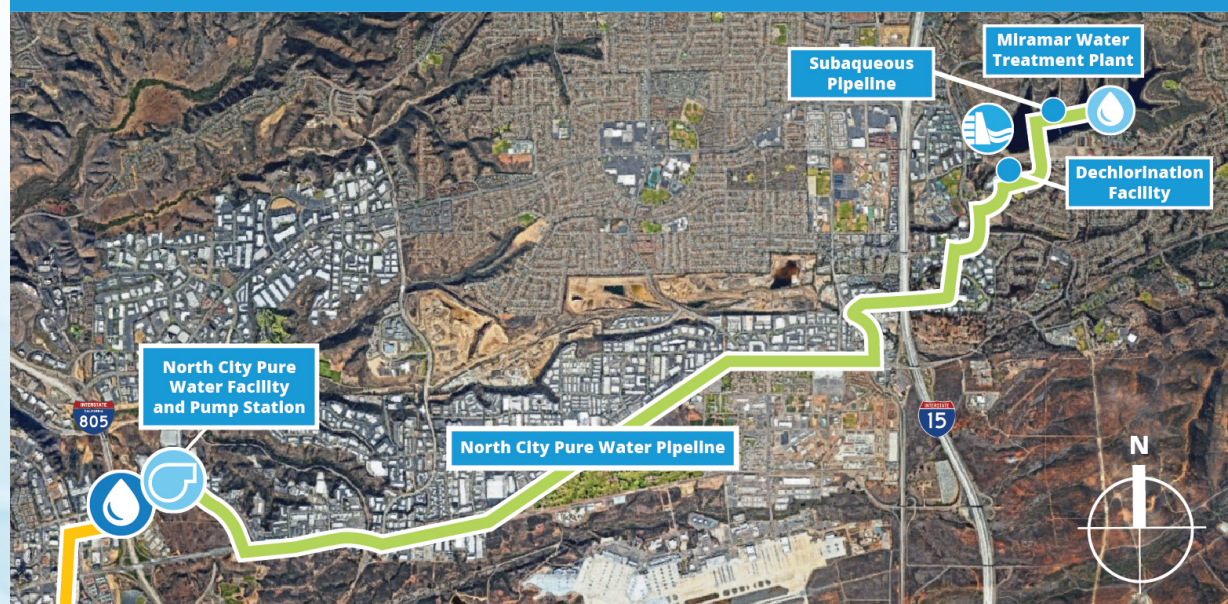 Miramar Water
Treatment Plant
Subaqueous
Pipeline
Dechlorination
Facility
North City Pure
Water Facility
and Pump Station
INTERSTATE
CALIFORNIA
805
North City Pure Water Pipeline
INTERSTATE
15
N